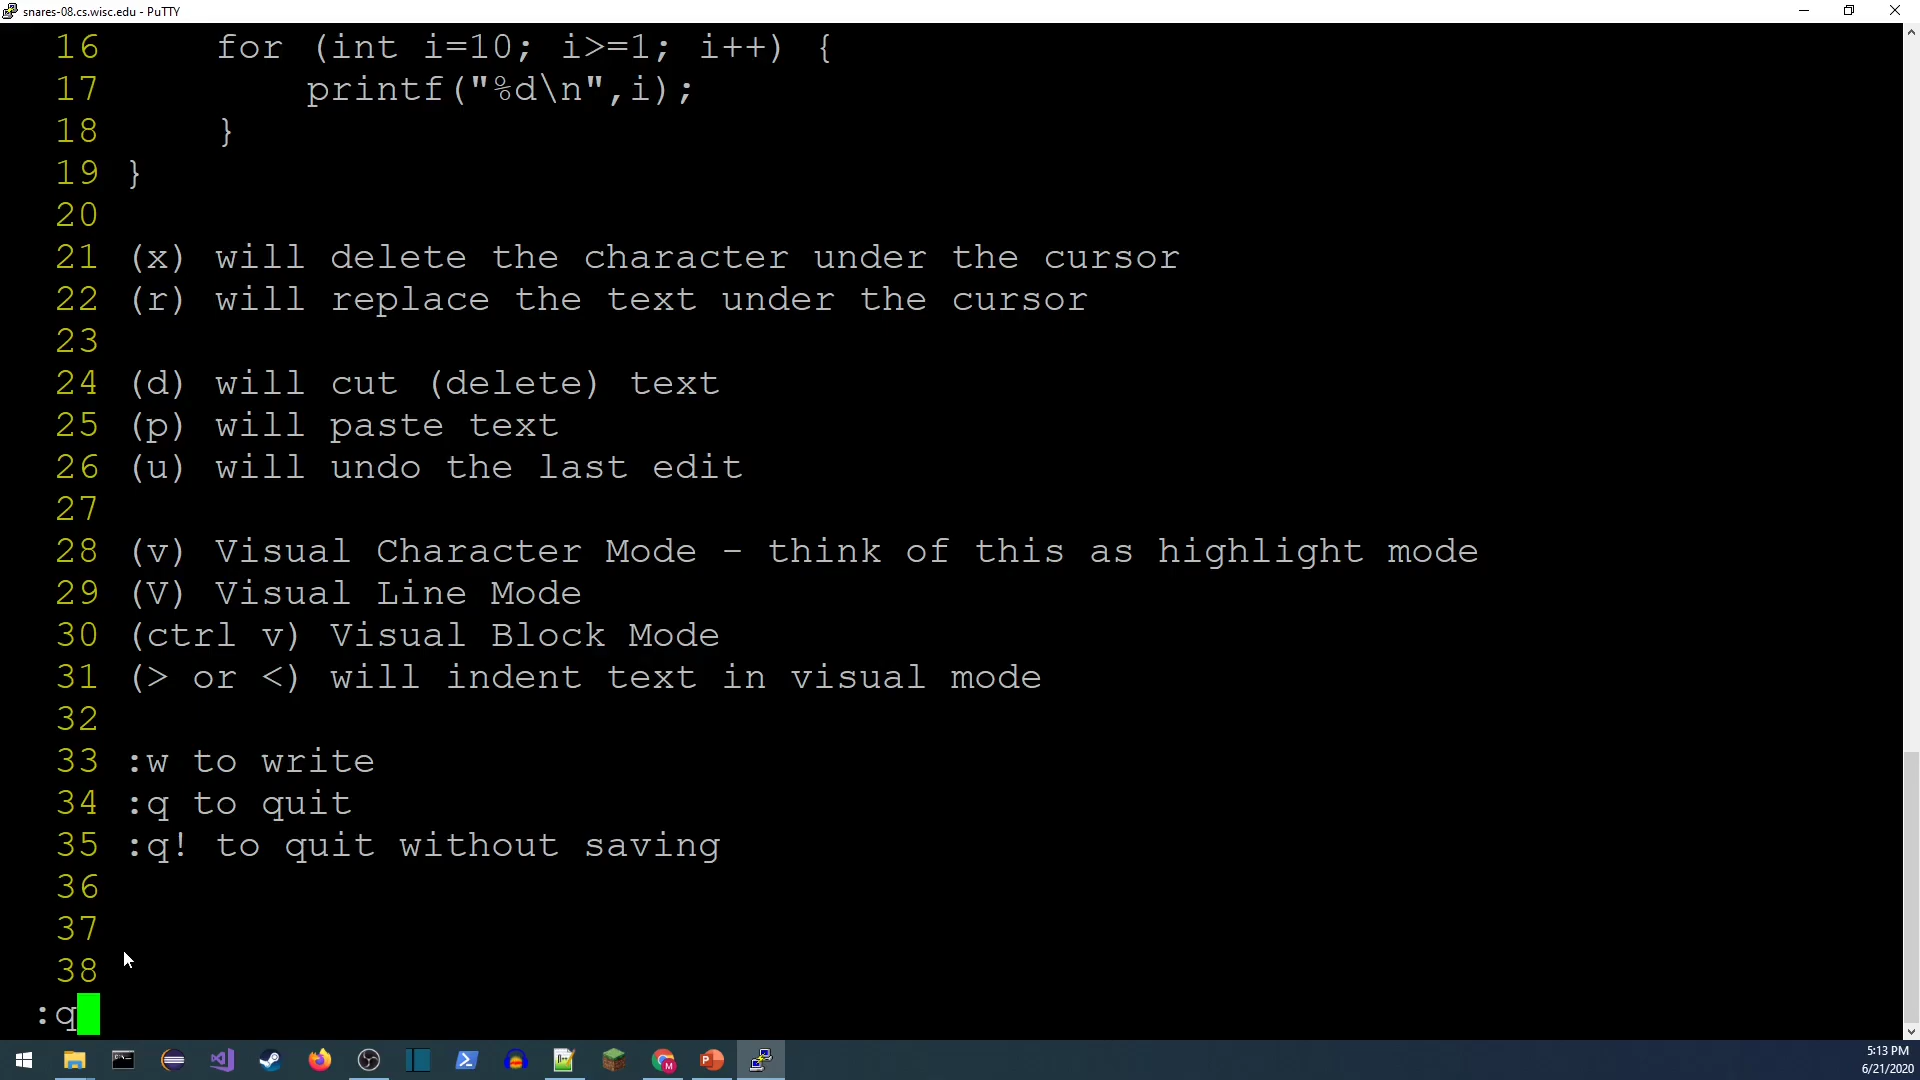 snares-08.cs.wisc.edu - PuTTY
16 for (int i=10; i>=1; i++) {
17 printf("%d\n",i);
18 }
19 }
20
21 (x) will delete the character under the cursor
22 (r) will replace the text under the cursor
23
24 (d) will cut (delete) text
25 (p) will paste text
26 (u) will undo the last edit
27
28 (v) Visual Character Mode - think of this as highlight mode
29 (V) Visual Line Mode
30 (ctrl v) Visual Block Mode
31 (> or <) will indent text in visual mode
32
33 :w to write
34 :q to quit
35 :q! to quit without saving
36
37
38
:q
5:13 PM
6/21/2020